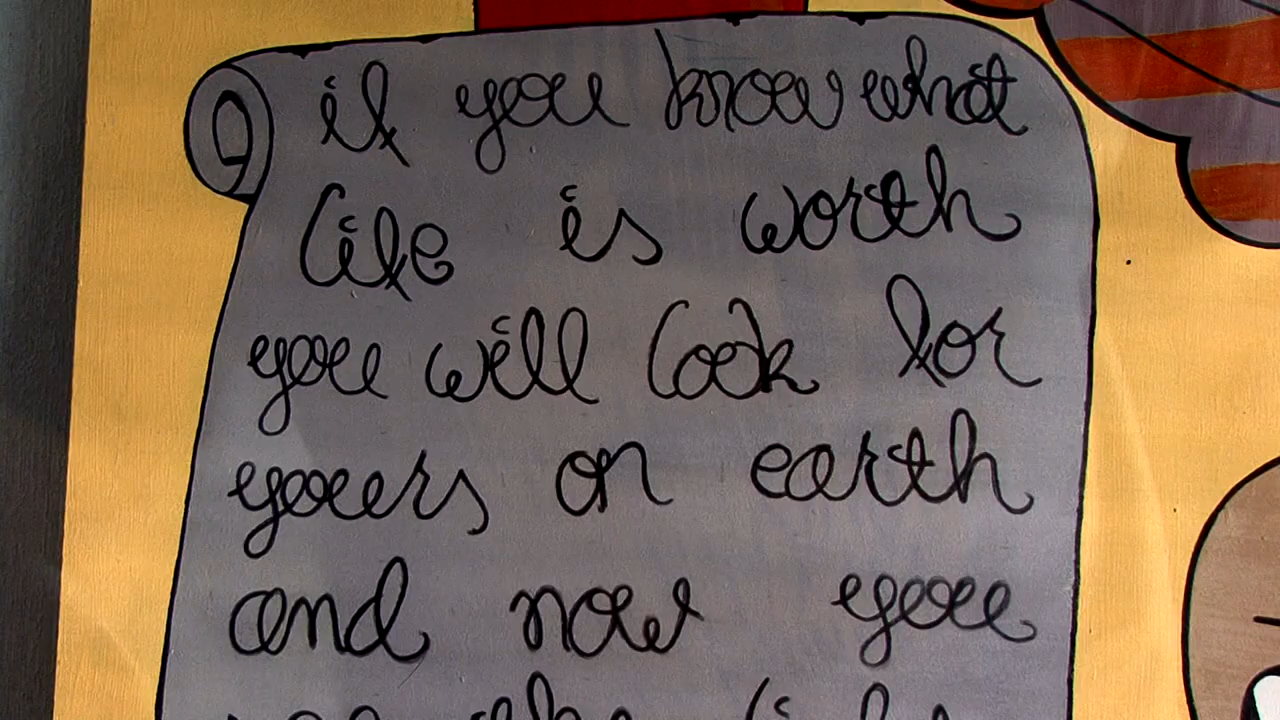 if you know what
life is worth
you will look for
yours on earth
and now you